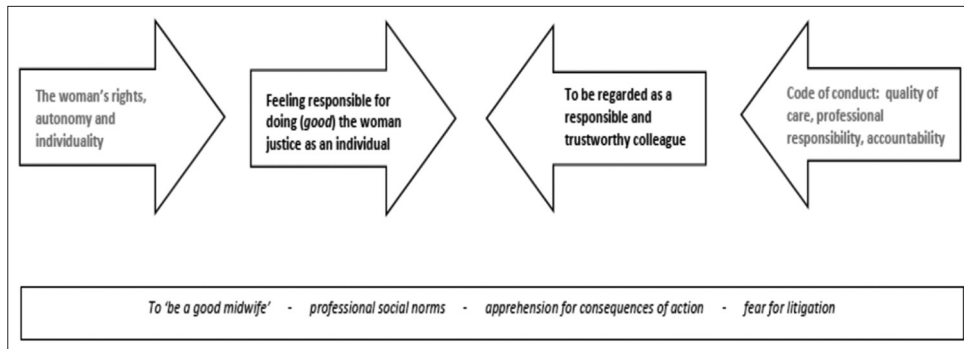 The woman's rights,
autonomy and
individuality
Feeling responsible for
doing (good) the woman
justice as an individual
To be regarded as a
responsible and
trustworthy colleague
Code of conduct: quality of
care, professional
responsibility, accountability
To 'be a good midwife' - professional social norms - apprehension for consequences of action - fear for litigation